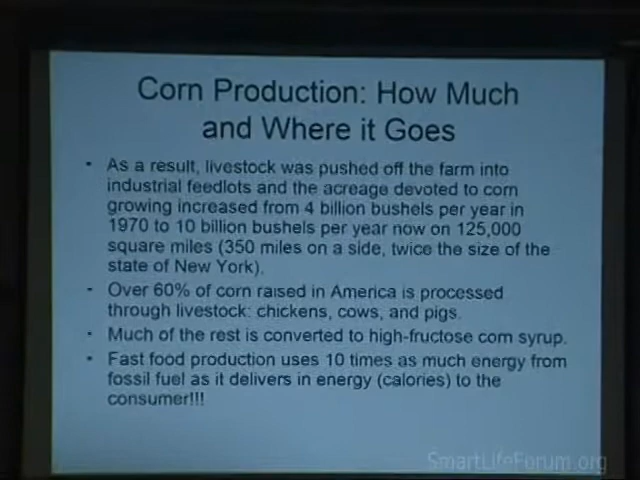 Corn Production: How Much
and Where it Goes
• As a result, livestock was pushed off the farm into
industrial feedlots and the acreage devoted to corn
growing increased from 4 billion bushels per year in
1970 to 10 billion bushels per year now on 125,000
square miles (350 miles on a side, twice the size of the
state of New York).
• Over 60% of corn raised in America is processed
through livestock: chickens, cows, and pigs.
• Much of the rest is converted to high-fructose corn syrup.
• Fast food production uses 10 times as much energy from
fossil fuel as it delivers in energy (calories) to the
consumer!!!
SmartLifeForum.org